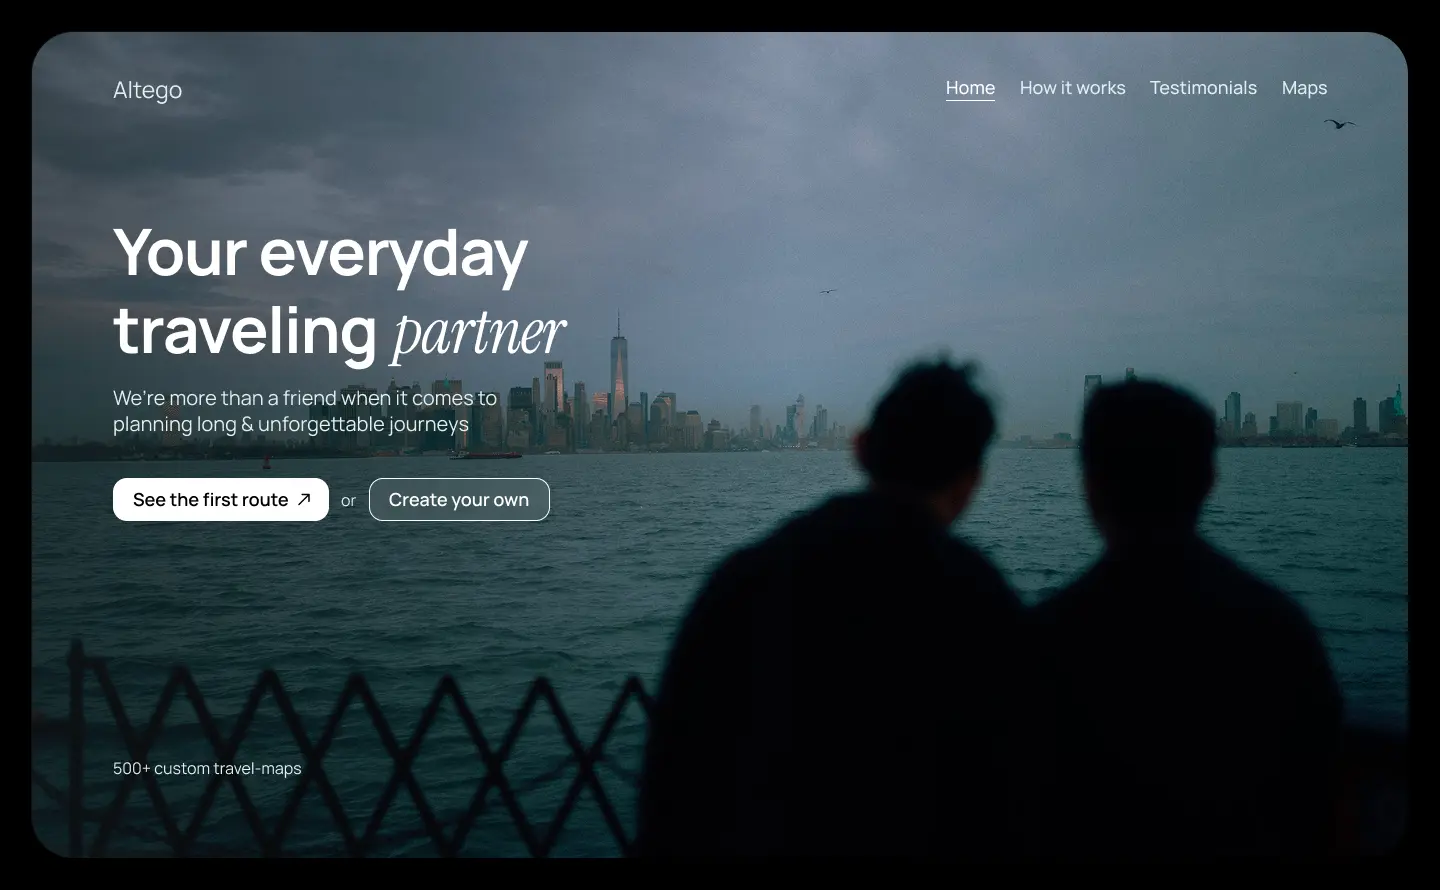 Altego
Home How it works Testimonials Maps
Your everyday
traveling partner
We're more than a friend when it comes to
planning long & unforgettable journeys
See the first route ↗ or Create your own
500+ custom travel-maps